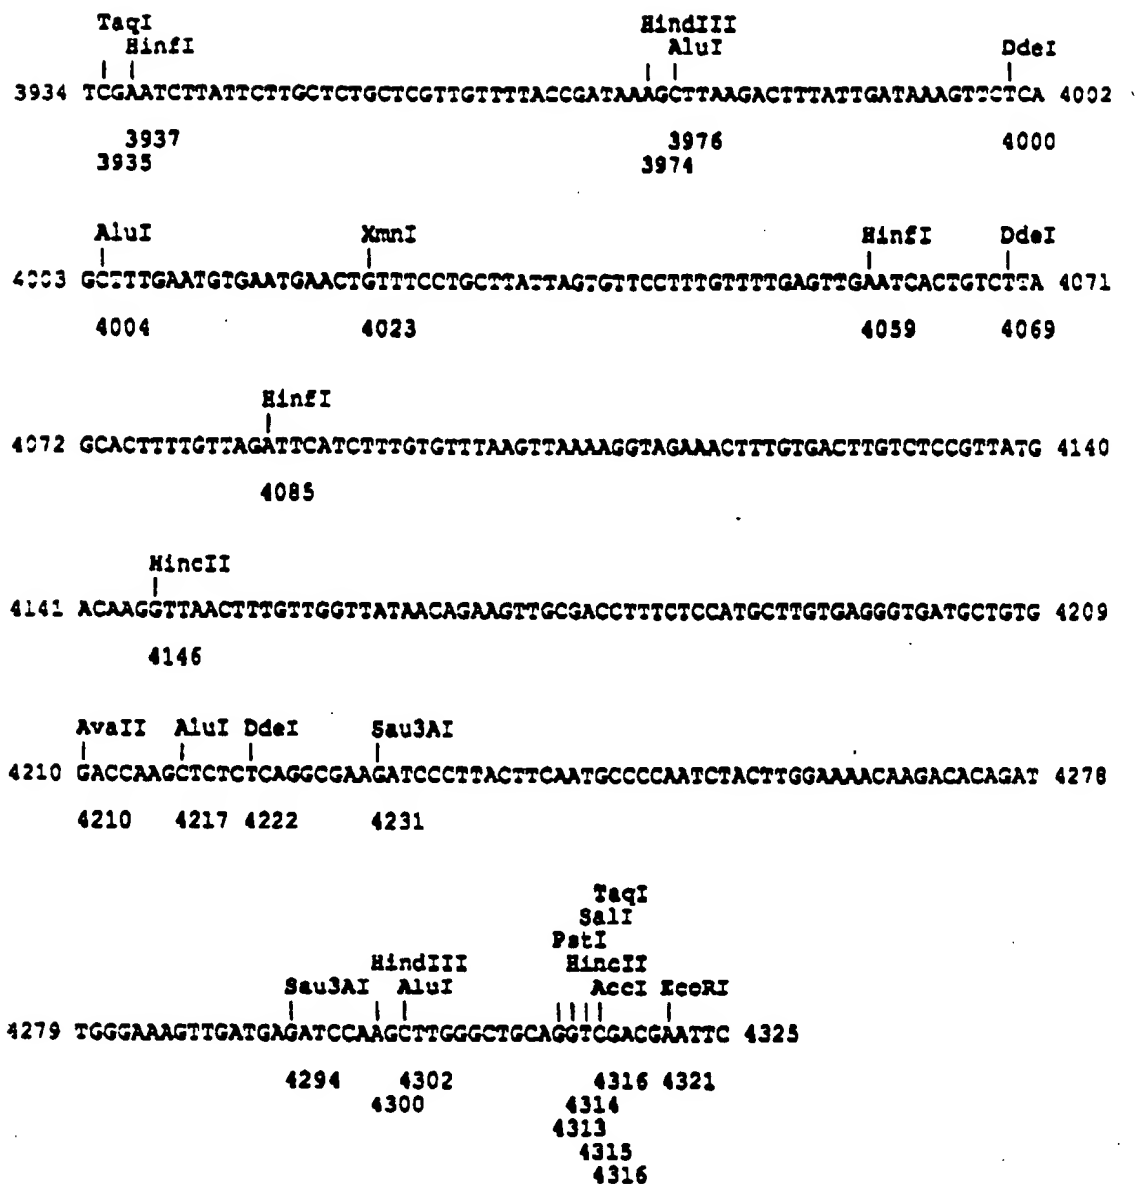 TaqI
HinfI
HindIII
AluI
DdeI
3934 TCGAATCTTATTCTTGCTCTGCTCGTTGTTTTACCGATAAAGCTTAAGACTTTATTGATAAAGTTCTCA 4002
3937
3935
3976
3974
4000
AluI XmnI HinfI DdeI
4003 GCTTTGAATGTGAATGAACTGTTTCCTGCTTATTAGTGTTCCTTTGTTTTGAGTTGAATCACTGTCTTA 4071
4004 4023 4059 4069
HinfI
4072 GCACTTTTGTTAGATTCATCTTTGTGTTTAAGTTAAAAGGTAGAAACTTTGTGACTTGTCTCCGTTATG 4140
4085
HincII
4141 ACAAGGTTAACTTTGTTGGTTATAACAGAAGTTGCGACCTTTCTCCATGCTTGTGAGGGTGATGCTGTG 4209
4146
AvaII AluI DdeI Sau3AI
4210 GACCAAGCTCTCTCAGGCGAAGATCCCTTACTTCAATGCCCCAATCTACTTGGAAAACAAGACACAGAT 4278
4210 4217 4222 4231
TaqI
SalI
PstI
HindIII HincII
Sau3AI AluI AccI EcoRI
4279 TGGGAAAGTTGATGAGATCCAAGCTTGGGCTGCAGGTCGACGAATTC 4325
4294 4302 4316 4321
4300 4314
4313
4315
4316